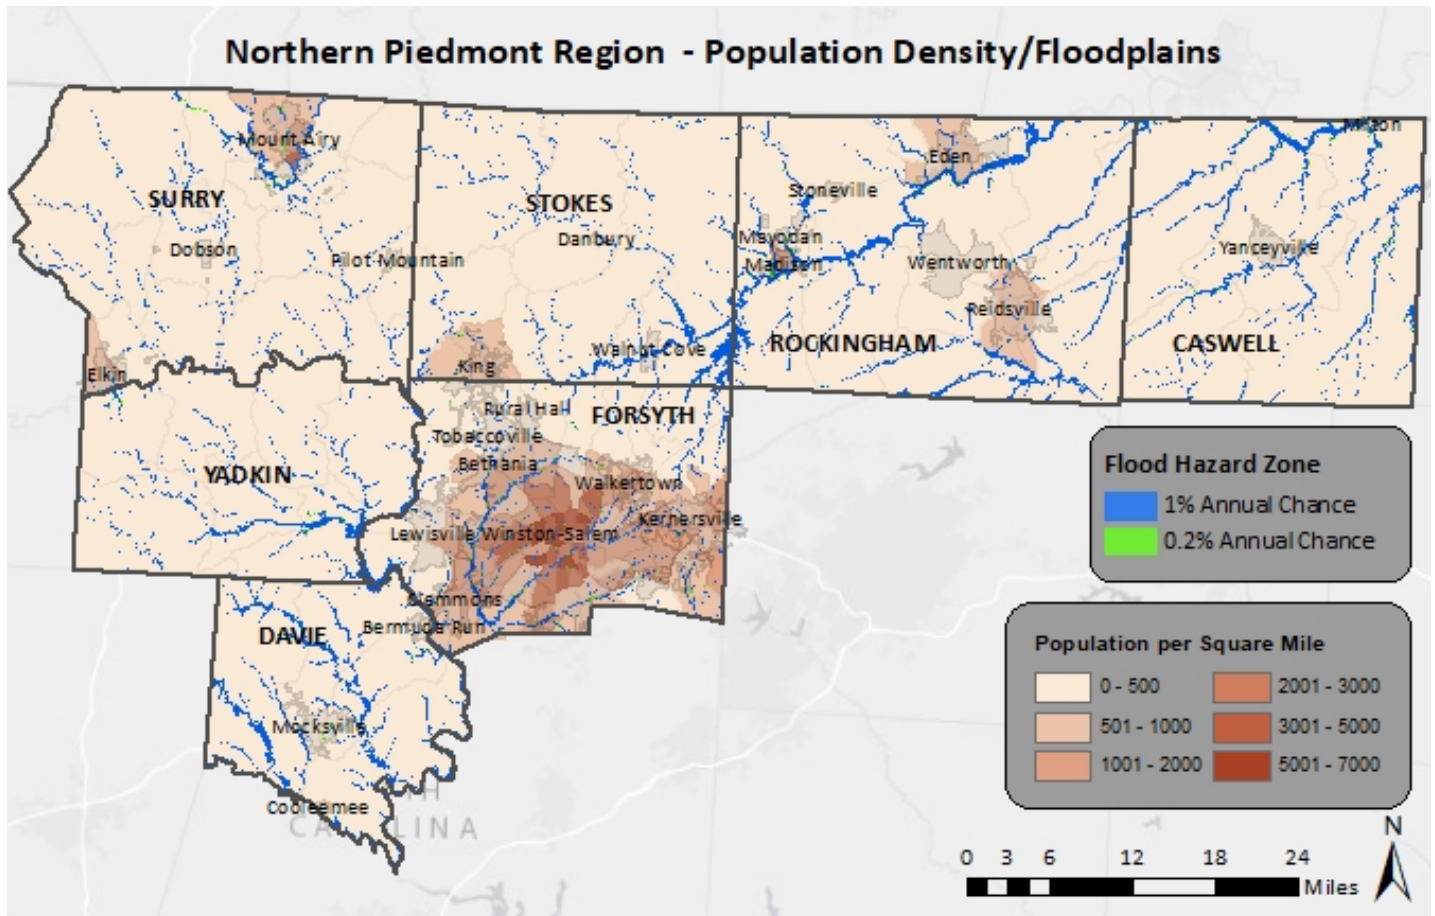 Northern Piedmont Region - Population Density/Floodplains
Mount Airy
Milton
Eden
SURRY
STOKES
Stoneville
Dobson
Danbury
Mayodan
Yanceyville
Pilot Mountain
Madison
Wentworth
Reidsville
Walnut Cove
ROCKINGHAM
CASWELL
Elkin
King
Rural Hall
FORSYTH
Tobaccoville
YADKIN
Bethania
Walkertown
Lewisville
Winston-Salem
Kernersville
Clemmons
Bermuda Run
DAVIE
Mocksville
Cooleemee
CAROLINA
Flood Hazard Zone
1% Annual Chance
0.2% Annual Chance
Population per Square Mile
0 - 500
2001 - 3000
501 - 1000
3001 - 5000
1001 - 2000
5001 - 7000
N
0 3 6 12 18 24
Miles